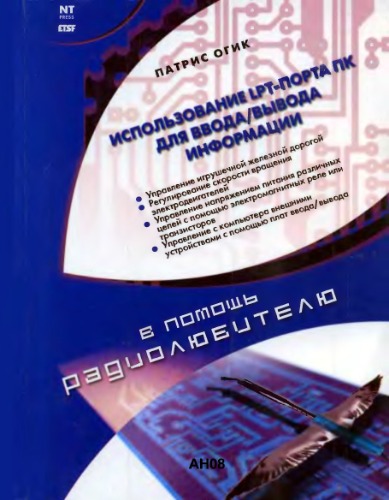 NT
PRESS
ETSF
ПАТРИС ОГИК
ИСПОЛЬЗОВАНИЕ LPT-ПОРТА ПК
ДЛЯ ВВОДА/ВЫВОДА
ИНФОРМАЦИИ
Управление игрушечной железной дорогой
Регулирование скорости вращения
электродвигателей
Управление напряжением питания различных
цепей с помощью электромагнитных реле или
транзисторов
Управление с компьютера внешними
устройствами с помощью плат ввода/вывода
в помощь
радиолюбителю
AH08